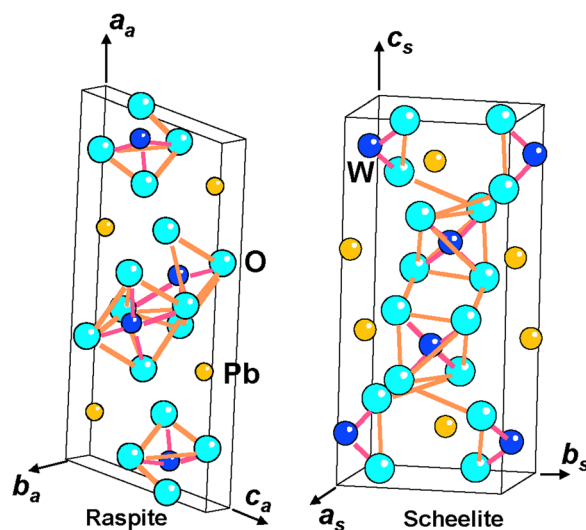 a_a
c_s
W
O
Pb
b_a
c_a
Raspite
a_s
b_s
Scheelite